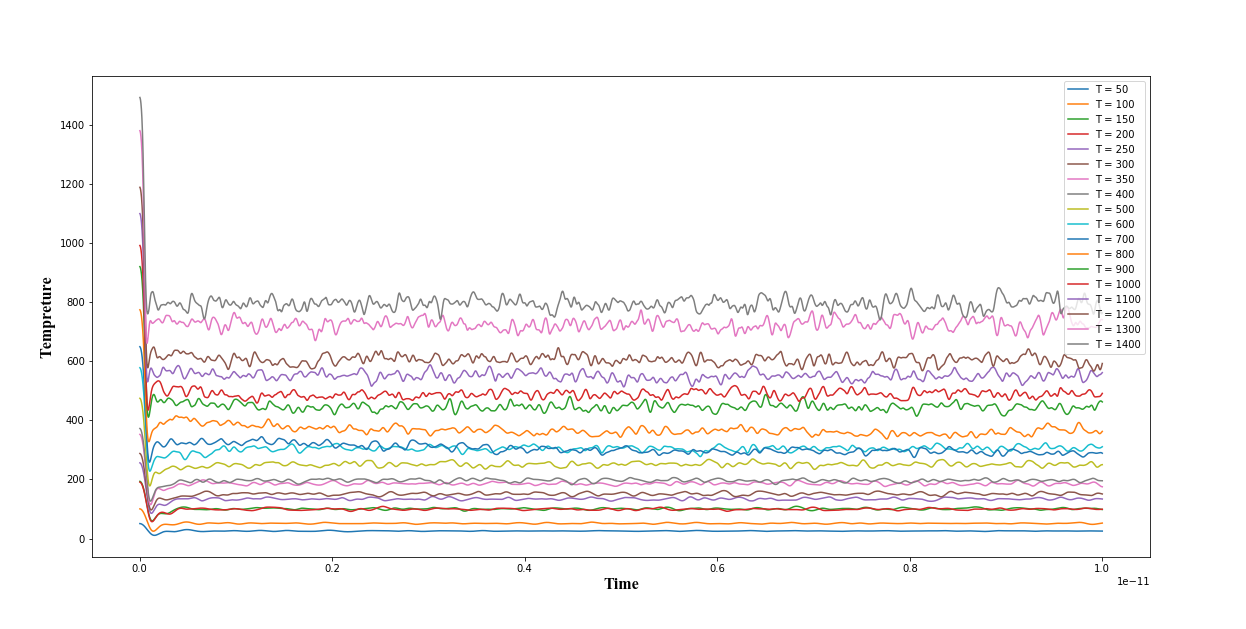 1400
1200
1000
800
600
400
200
0
Tempreture
0.0
0.2
0.4
0.6
0.8
1.0
1e−11
Time
T = 50
T = 100
T = 150
T = 200
T = 250
T = 300
T = 350
T = 400
T = 500
T = 600
T = 700
T = 800
T = 900
T = 1000
T = 1100
T = 1200
T = 1300
T = 1400